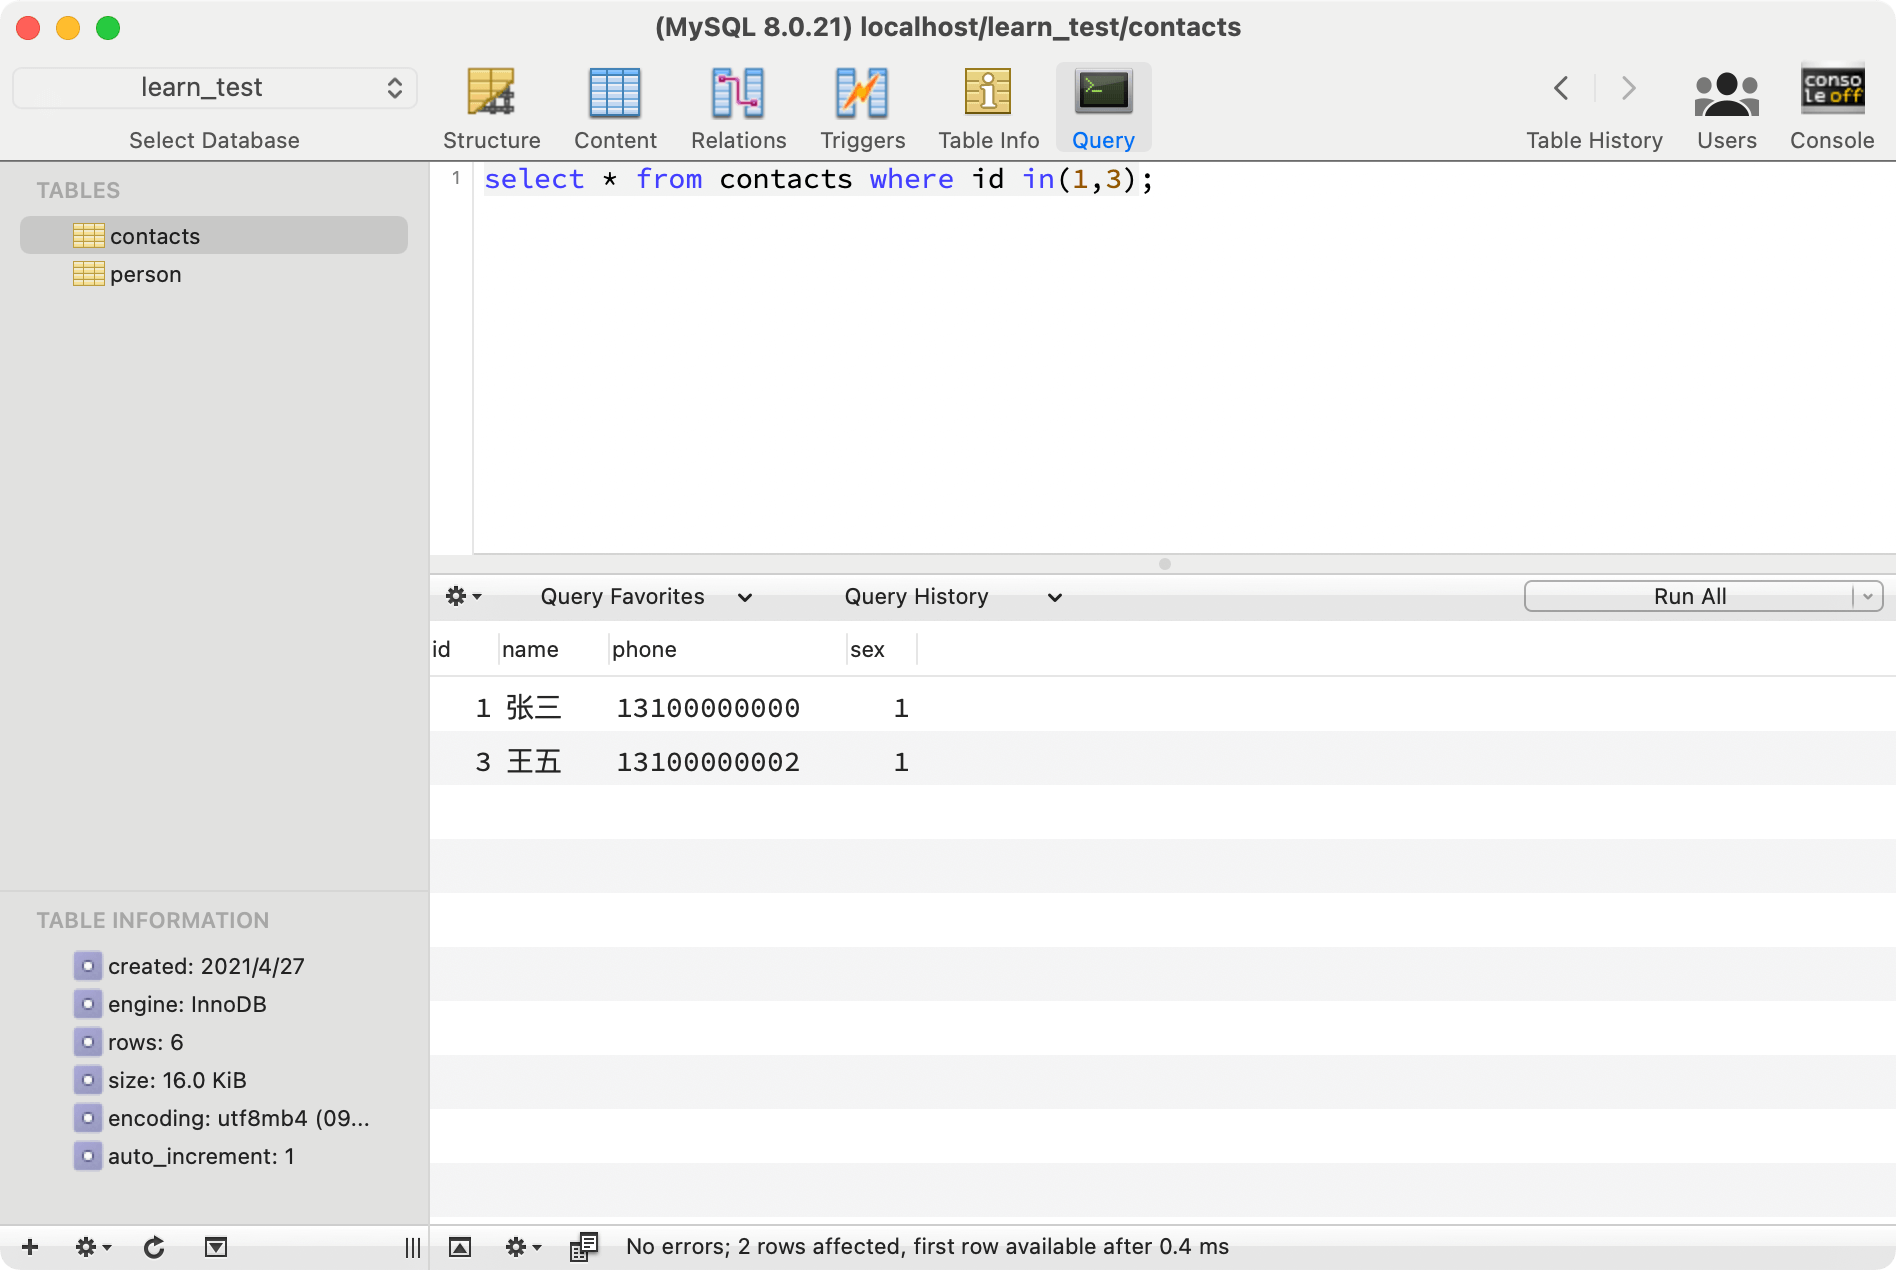 (MySQL 8.0.21) localhost/learn_test/contacts
learn_test
Select Database
Structure
Content
Relations
Triggers
Table Info
Query
Table History
Users
conso
le off
Console
TABLES
contacts
person
1
select * from contacts where id in(1,3);
Query Favorites
Query History
Run All
id name phone sex
1 张三 13100000000 1
3 王五 13100000002 1
TABLE INFORMATION
created: 2021/4/27
engine: InnoDB
rows: 6
size: 16.0 KiB
encoding: utf8mb4 (09...
auto_increment: 1
No errors; 2 rows affected, first row available after 0.4 ms